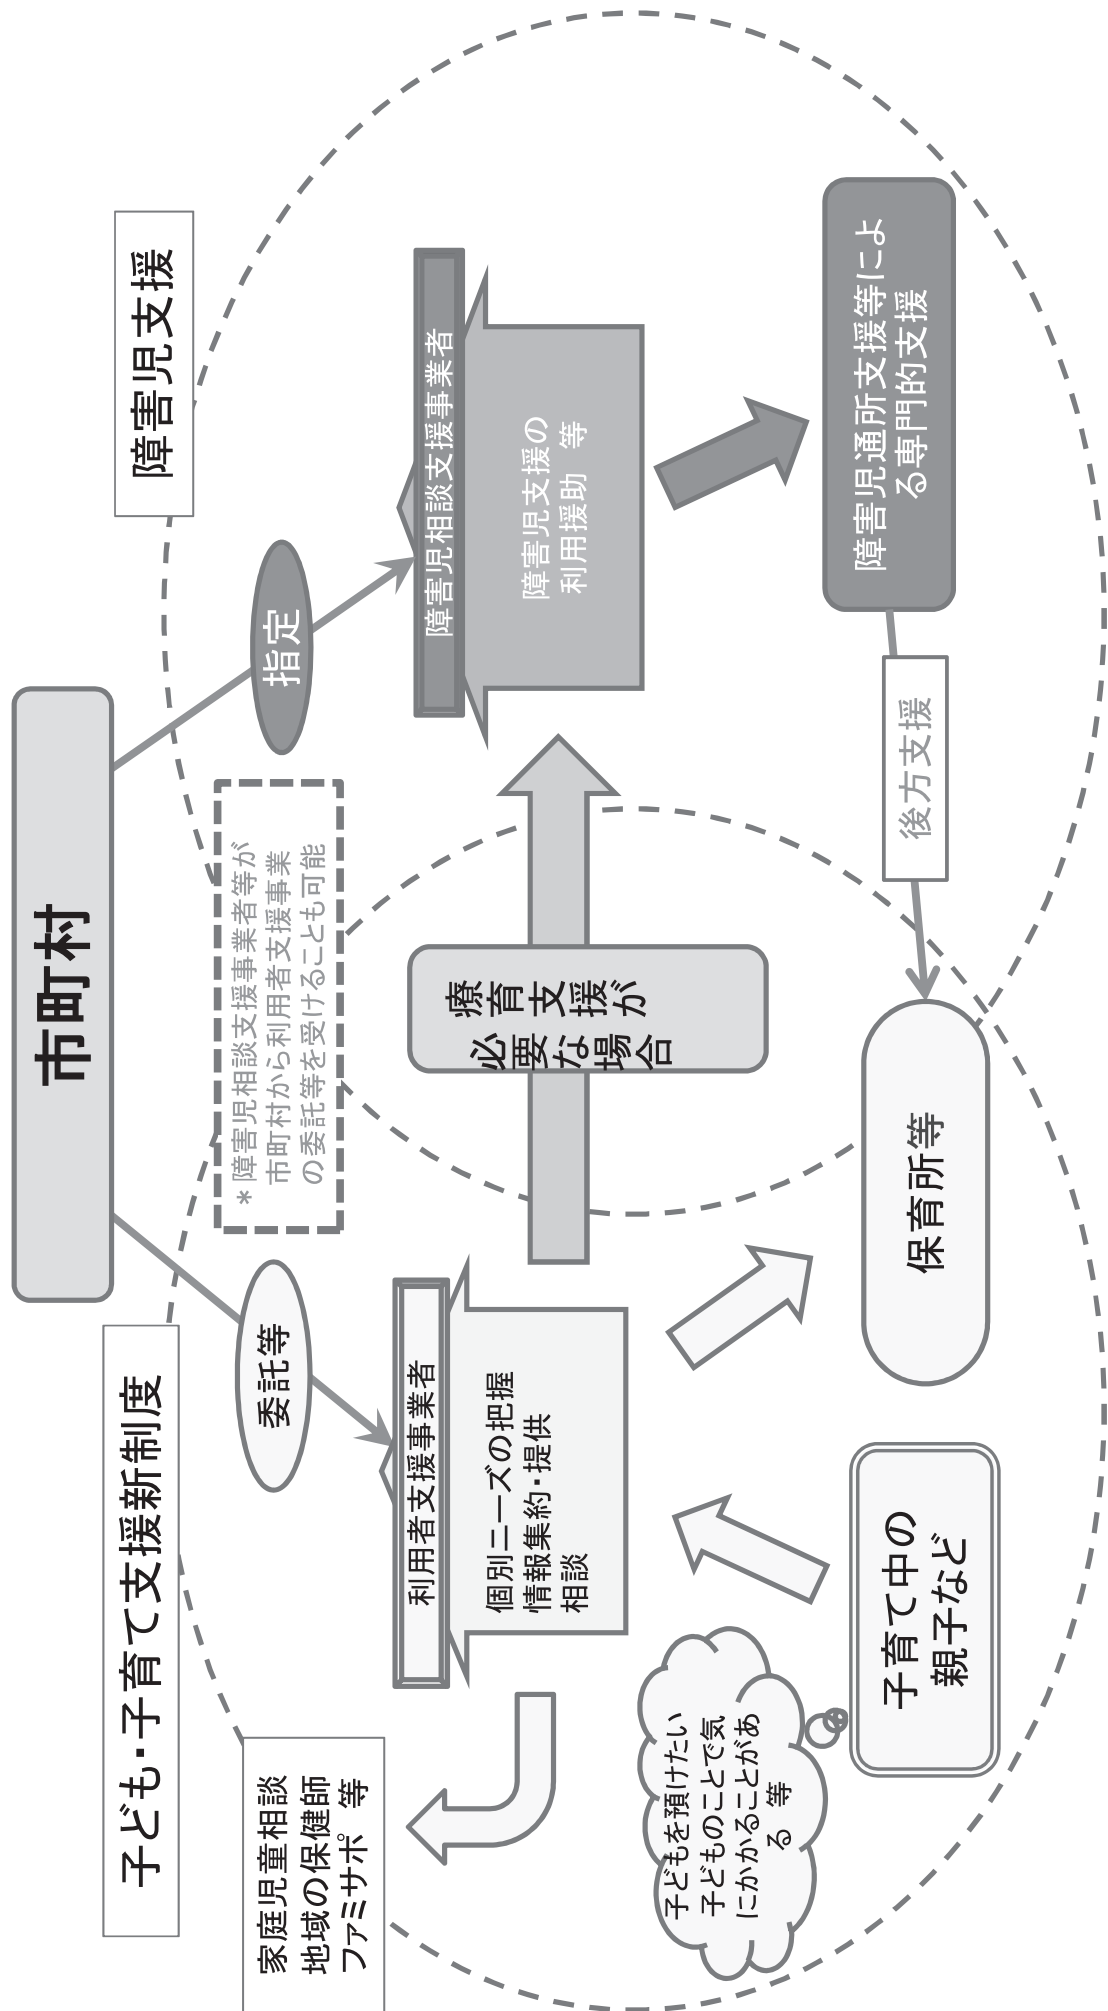 市町村
子ども・子育て支援新制度
障害児支援
委託等
指定
*障害児相談支援事業者等が
市町村から利用者支援事業
の委託等を受けることも可能
家庭児童相談
地域の保健師
ファミサポ 等
利用者支援事業者
個別ニーズの把握
情報集約・提供
相談
療育支援が
必要な場合
障害児相談支援事業者
障害児支援の
利用援助 等
子どもを預けたい
子どものことで気
にかかることがあ
る 等
子育て中の
親子など
保育所等
後方支援
障害児通所支援等によ
る専門的支援